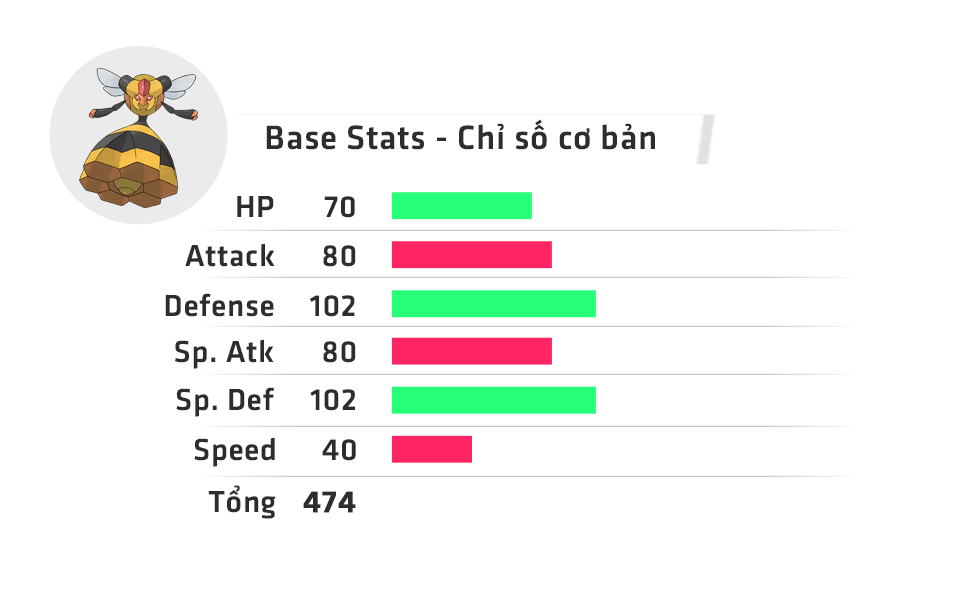 Base Stats - Chỉ số cơ bản
HP 70
Attack 80
Defense 102
Sp. Atk 80
Sp. Def 102
Speed 40
Tổng 474